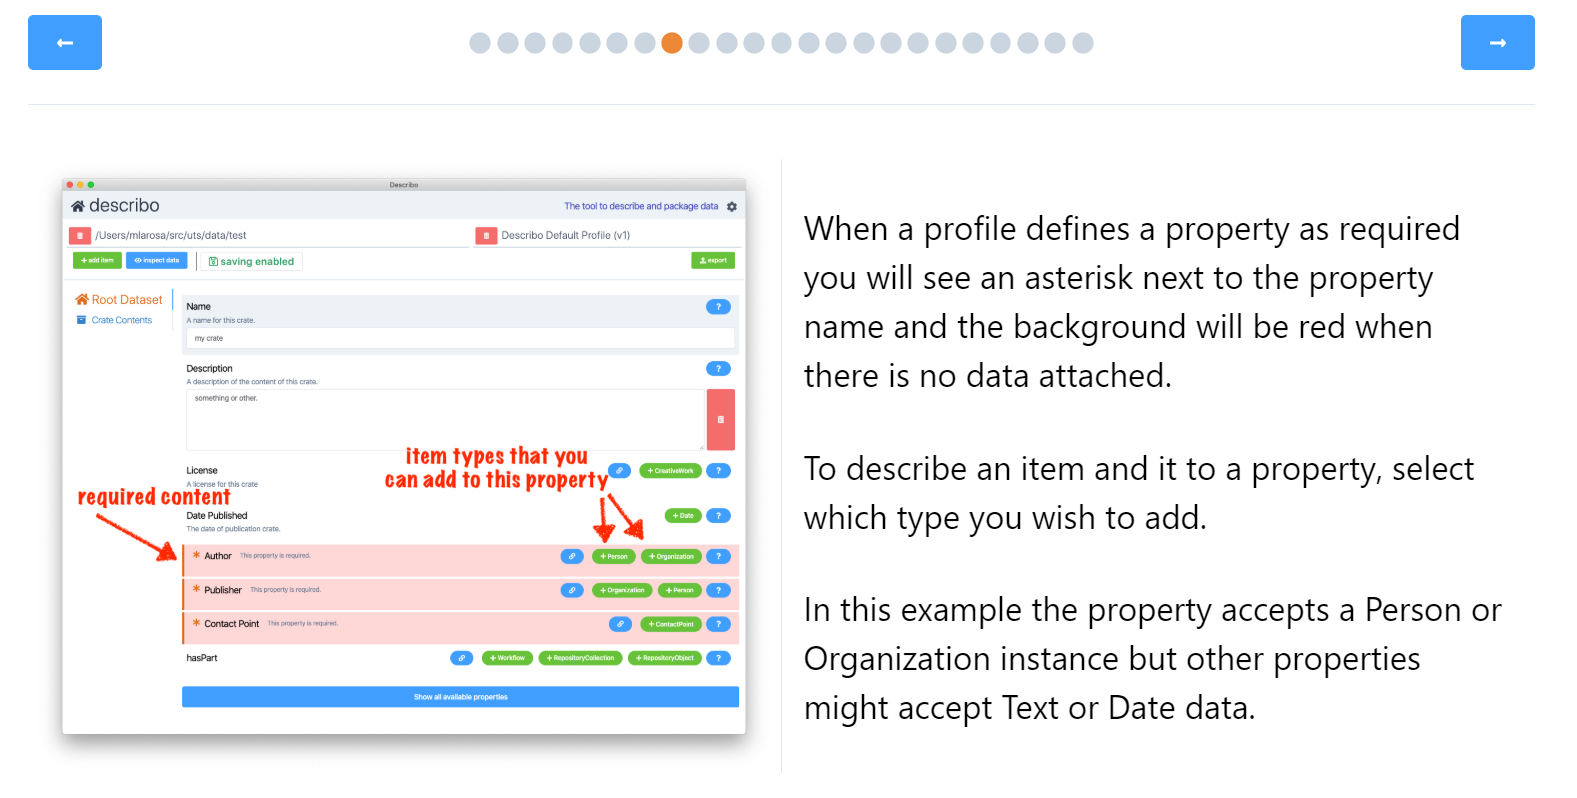 Describo
describo
The tool to describe and package data
/Users/mlarosa/src/uts/data/test
Describo Default Profile (v1)
+ add item
inspect data
saving enabled
export
Root Dataset
Crate Contents
Name
?
A name for this crate.
my crate
Description
?
A description of the content of this crate.
something or other.
item types that you
can add to this property
License
+ CreativeWork
?
A license for this crate
required content
Date Published
+ Date
?
The date of publication crate.
* Author This property is required.
+ Person
+ Organization
?
* Publisher This property is required.
+ Organization
+ Person
?
* Contact Point This property is required.
+ ContactPoint
?
hasPart
+ Workflow
+ RepositoryCollection
+ RepositoryObject
?
Show all available properties
When a profile defines a property as required
you will see an asterisk next to the property
name and the background will be red when
there is no data attached.
To describe an item and it to a property, select
which type you wish to add.
In this example the property accepts a Person or
Organization instance but other properties
might accept Text or Date data.